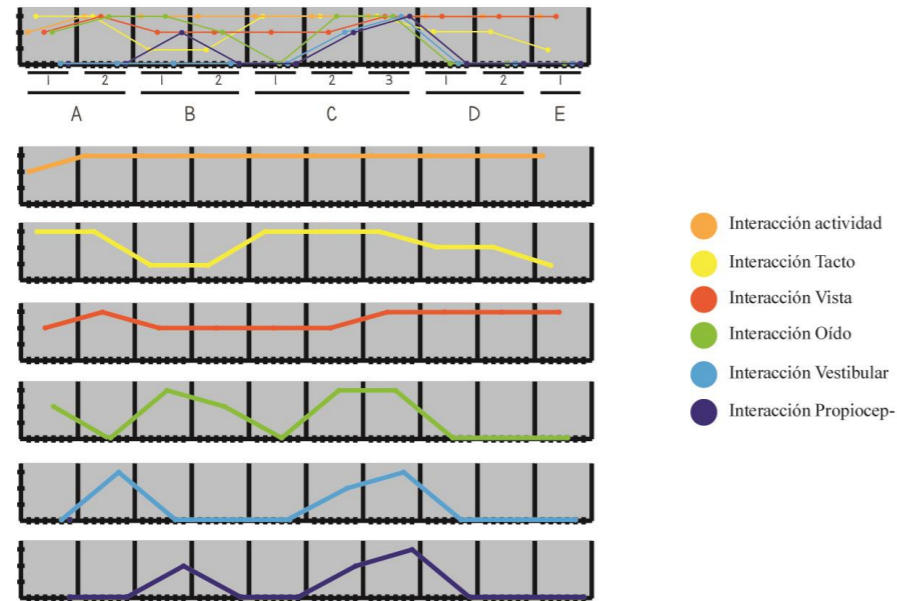 1 2 1 2 1 2 3 1 2 1
A B C D E
Interacción actividad
Interacción Tacto
Interacción Vista
Interacción Oído
Interacción Vestibular
Interacción Propiocep-